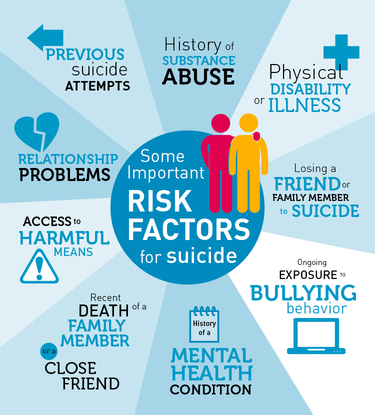 Some
Important
RISK
FACTORS
for suicide
PREVIOUS
suicide
ATTEMPTS
History of
SUBSTANCE
ABUSE
Physical
DISABILITY
or ILLNESS
Losing a
FRIEND or
FAMILY MEMBER
to SUICIDE
Ongoing
EXPOSURE TO
BULLYING
behavior
History
of a
MENTAL
HEALTH
CONDITION
Recent
DEATH of a
FAMILY
MEMBER
or a
CLOSE
FRIEND
ACCESS to
HARMFUL
MEANS
RELATIONSHIP
PROBLEMS